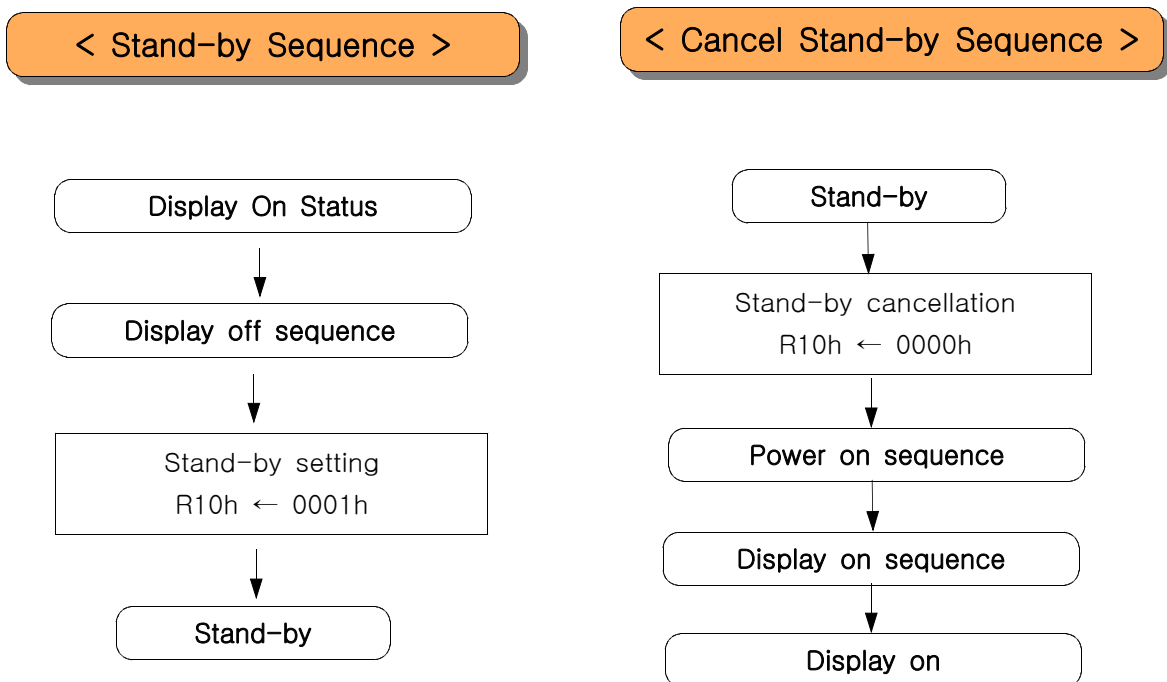 < Stand-by Sequence >
Display On Status
Display off sequence
Stand-by setting
R10h ← 0001h
Stand-by
< Cancel Stand-by Sequence >
Stand-by
Stand-by cancellation
R10h ← 0000h
Power on sequence
Display on sequence
Display on